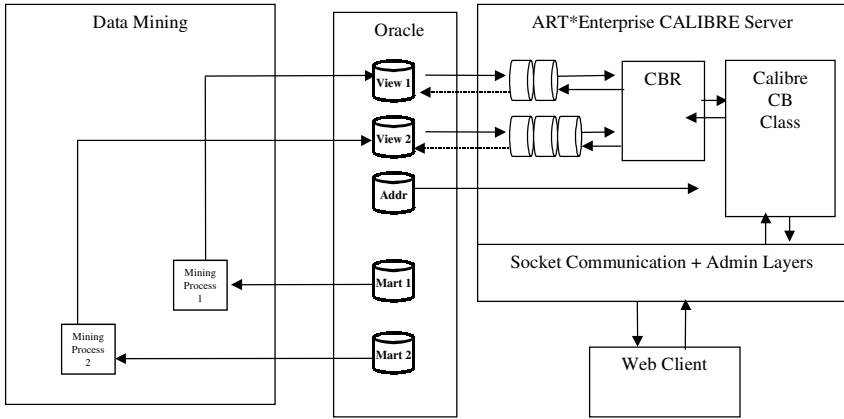 Data Mining
Oracle
ART*Enterprise CALIBRE Server
View 1
CBR
Calibre
CB
Class
View 2
Addr
Socket Communication + Admin Layers
Mining
Process
1
Mart 1
Mining
Process
2
Mart 2
Web Client